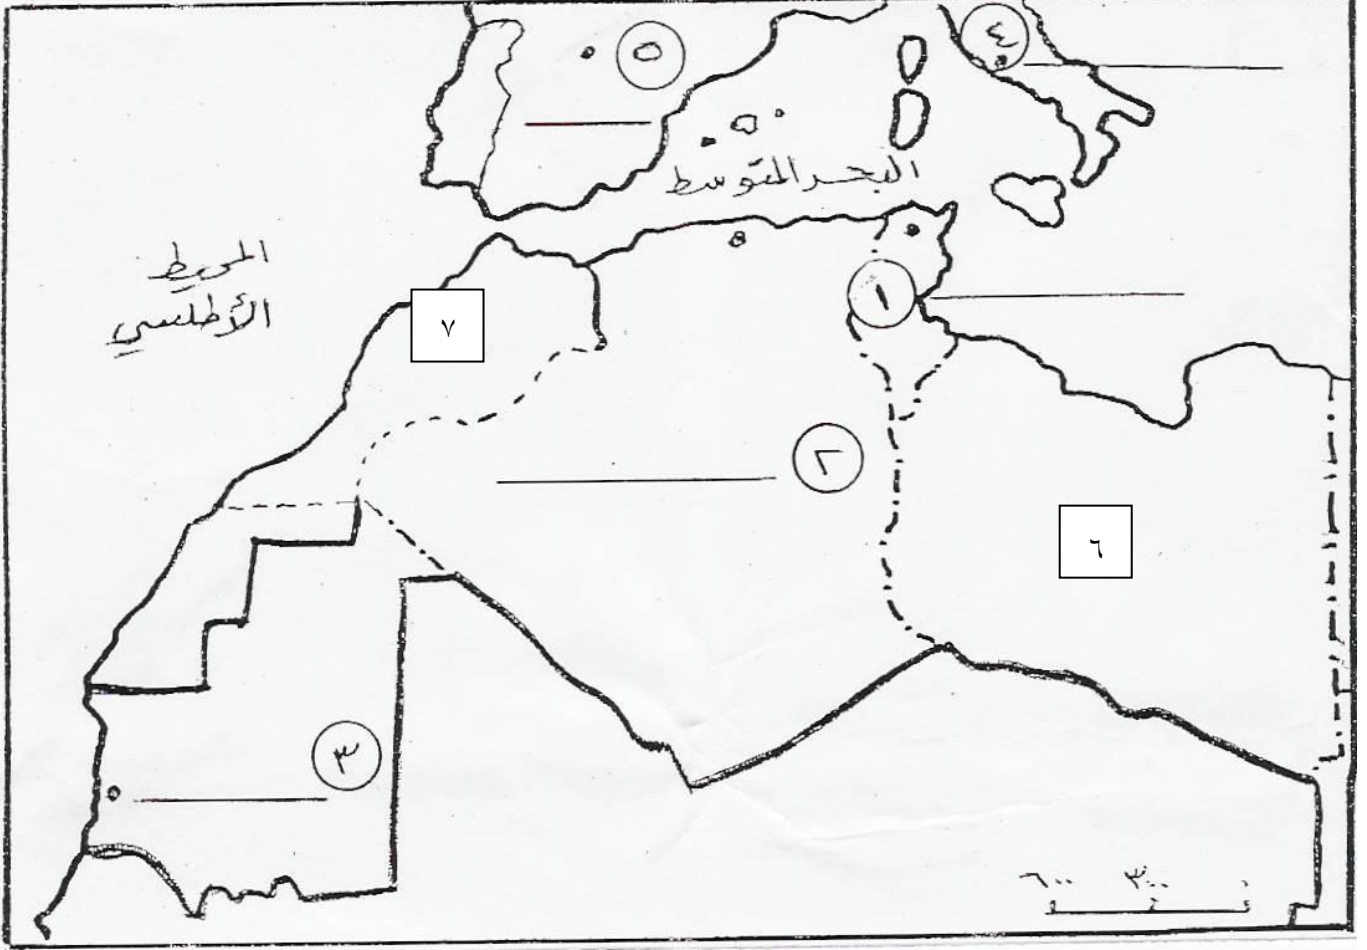 ٤
٥
البحر المتوسط
المحيط
الأطلسي
١
٧
٢
٦
٣
٦٠٠ ٣٠٠ ٠